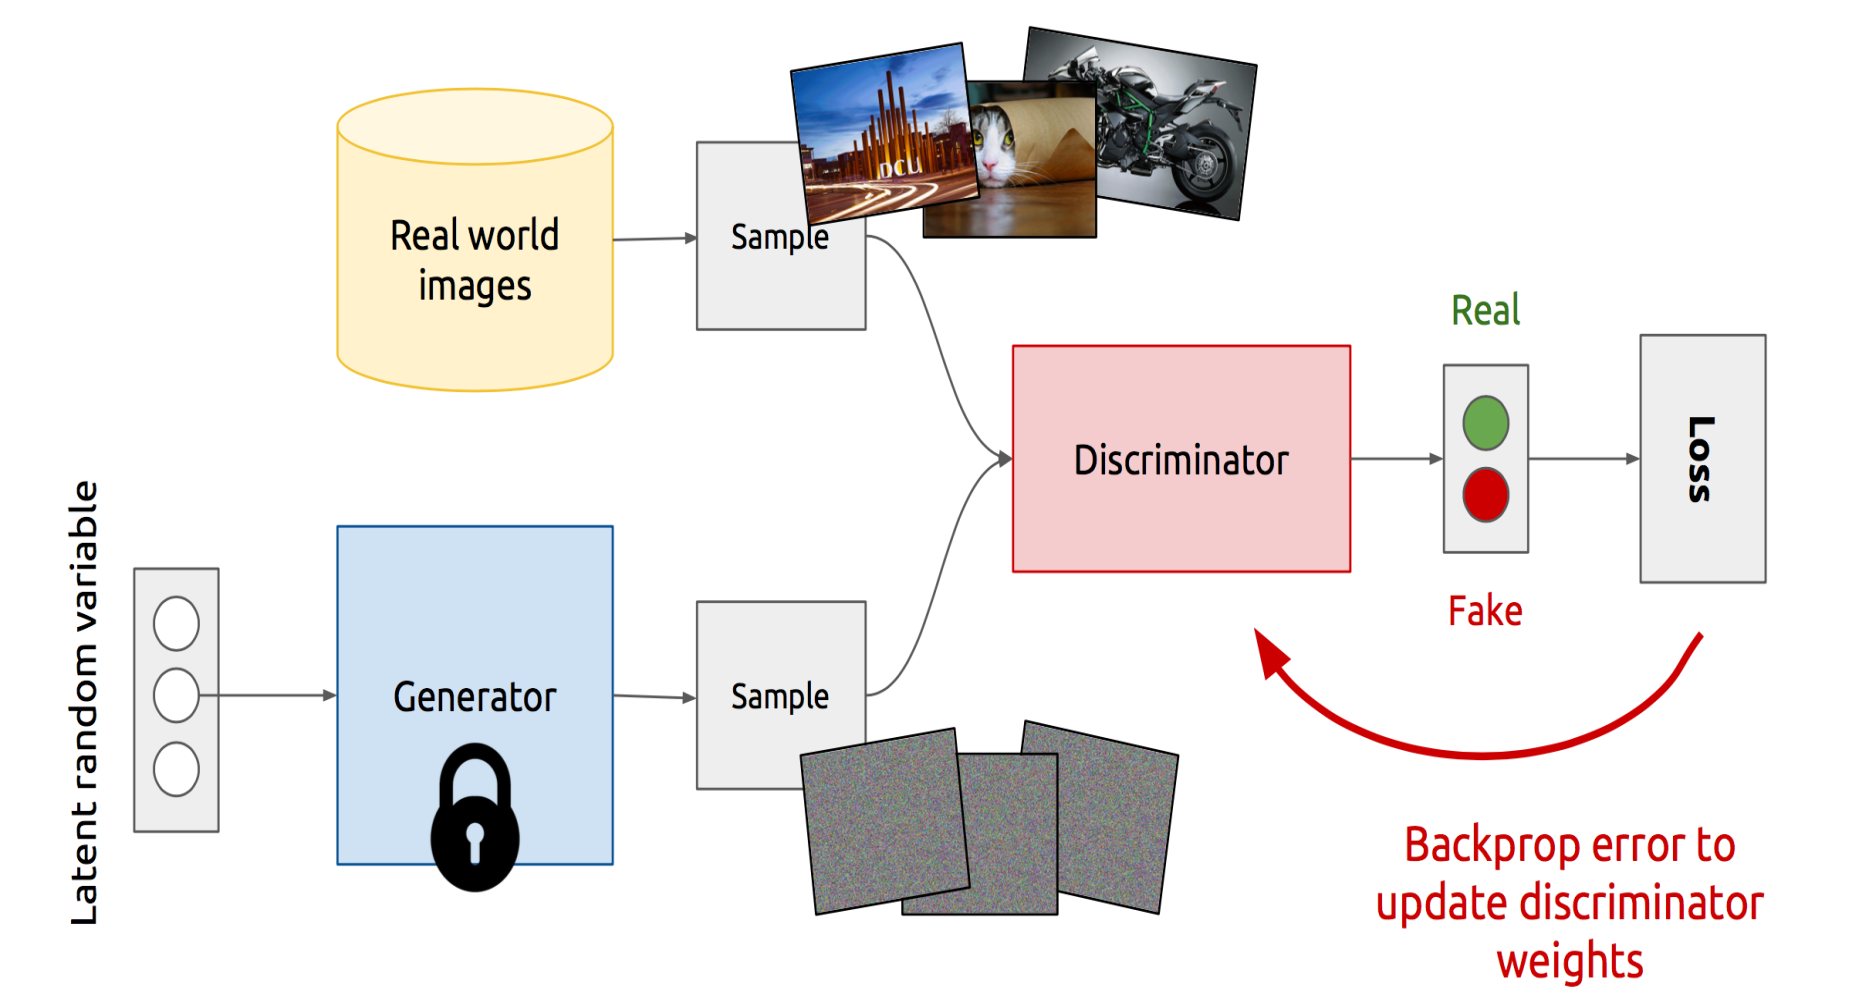 Real world
images
Sample
DCU
Discriminator
Real
Fake
Loss
Latent random variable
Generator
Sample
Backprop error to
update discriminator
weights